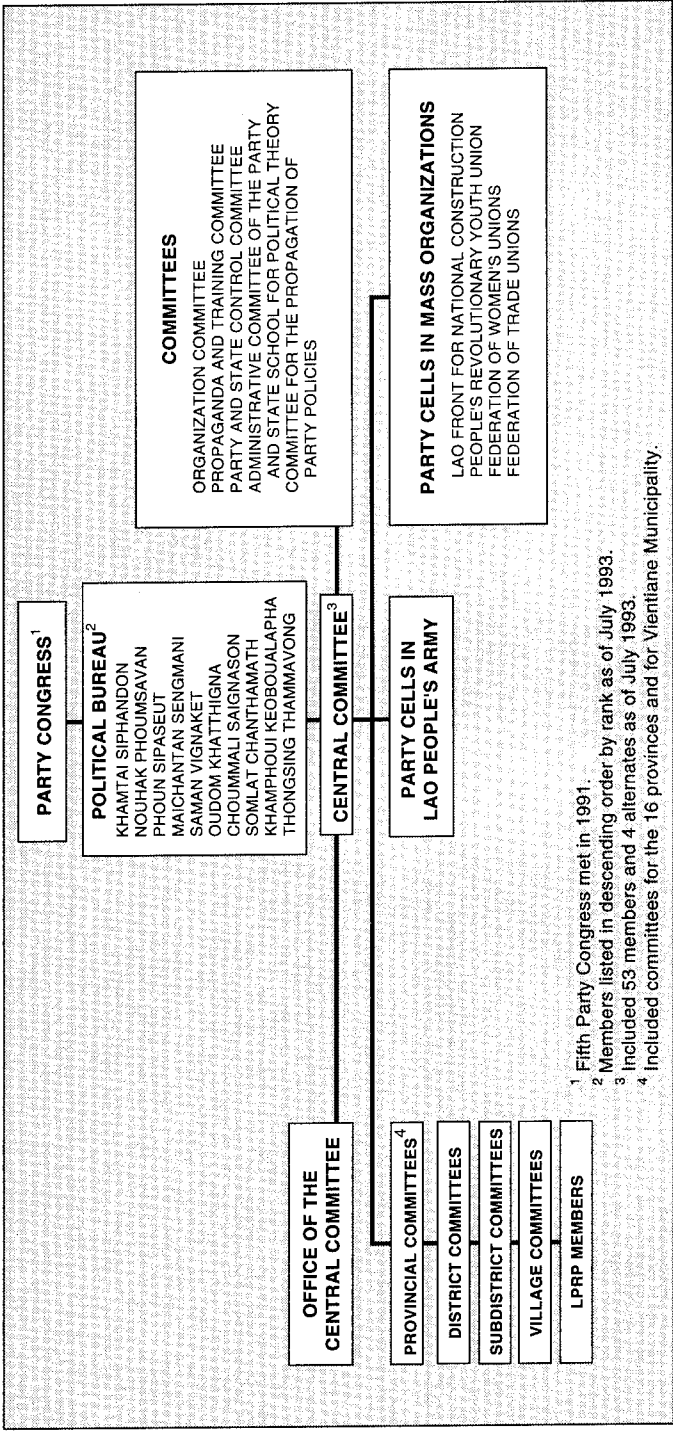 PARTY CONGRESS¹
POLITICAL BUREAU²
KHAMTAI SIPHANDON
NOUHAK PHOUMSAVAN
PHOUN SIPASEUT
MAICHANTAN SENGMANI
SAMAN VIGNAKET
OUDOM KHATTHIGNA
CHOUMMALI SAIGNASON
SOMLAT CHANTHAMATH
KHAMPHOUI KEOBOUALAPHA
THONGSING THAMMAVONG
OFFICE OF THE
CENTRAL COMMITTEE
CENTRAL COMMITTEE³
COMMITTEES
ORGANIZATION COMMITTEE
PROPAGANDA AND TRAINING COMMITTEE
PARTY AND STATE CONTROL COMMITTEE
ADMINISTRATIVE COMMITTEE OF THE PARTY
AND STATE SCHOOL FOR POLITICAL THEORY
COMMITTEE FOR THE PROPAGATION OF
PARTY POLICIES
PROVINCIAL COMMITTEES⁴
DISTRICT COMMITTEES
SUBDISTRICT COMMITTEES
VILLAGE COMMITTEES
LPRP MEMBERS
PARTY CELLS IN
LAO PEOPLE'S ARMY
PARTY CELLS IN MASS ORGANIZATIONS
LAO FRONT FOR NATIONAL CONSTRUCTION
PEOPLE'S REVOLUTIONARY YOUTH UNION
FEDERATION OF WOMEN'S UNIONS
FEDERATION OF TRADE UNIONS
¹ Fifth Party Congress met in 1991.
² Members listed in descending order by rank as of July 1993.
³ Included 53 members and 4 alternates as of July 1993.
⁴ Included committees for the 16 provinces and for Vientiane Municipality.